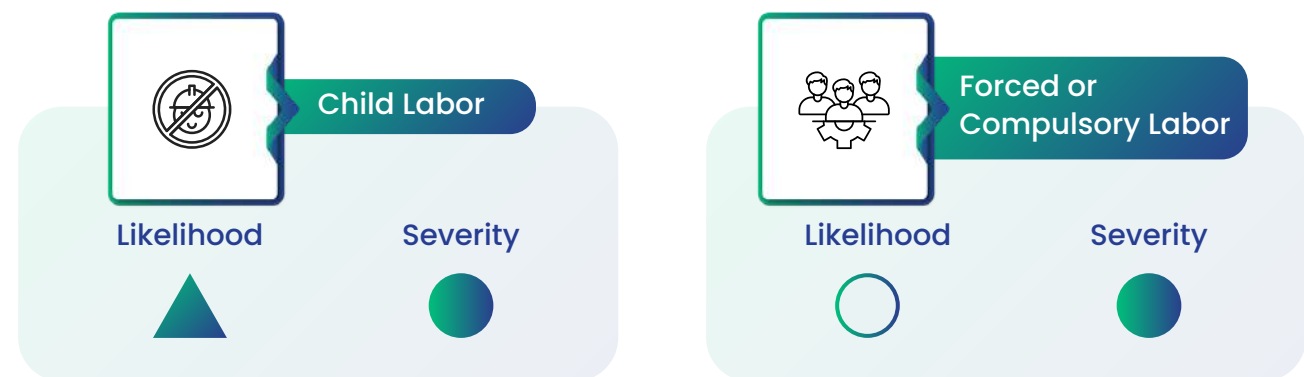 Child Labor
Likelihood
Severity
Forced or
Compulsory Labor
Likelihood
Severity